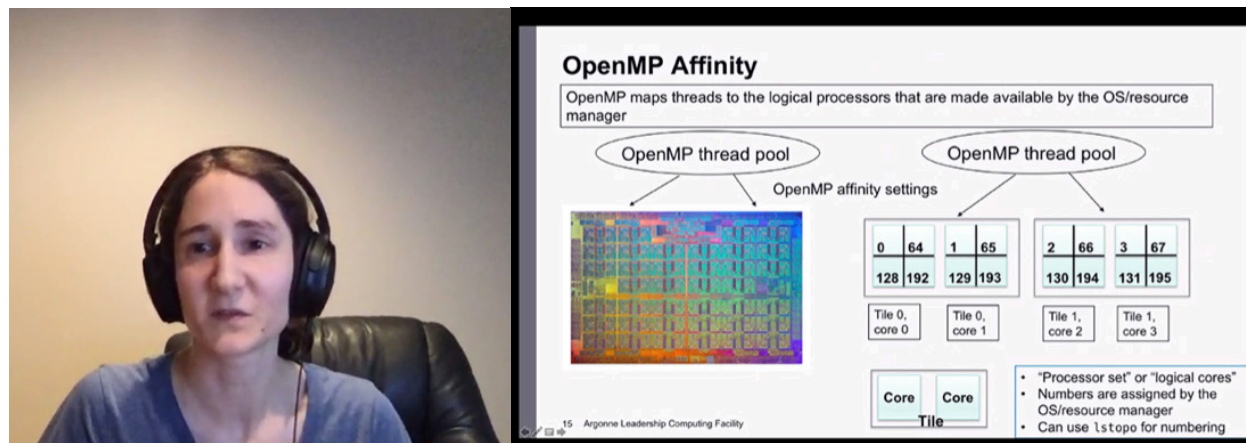 OpenMP Affinity
OpenMP maps threads to the logical processors that are made available by the OS/resource
manager
OpenMP thread pool
OpenMP thread pool
OpenMP affinity settings
0 64 1 65 2 66 3 67
128 192 129 193 130 194 131 195
Tile 0,
core 0
Tile 0,
core 1
Tile 1,
core 2
Tile 1,
core 3
Core Core
Tile
• "Processor set" or "logical cores"
• Numbers are assigned by the
OS/resource manager
• Can use lstopo for numbering
15 Argonne Leadership Computing Facility